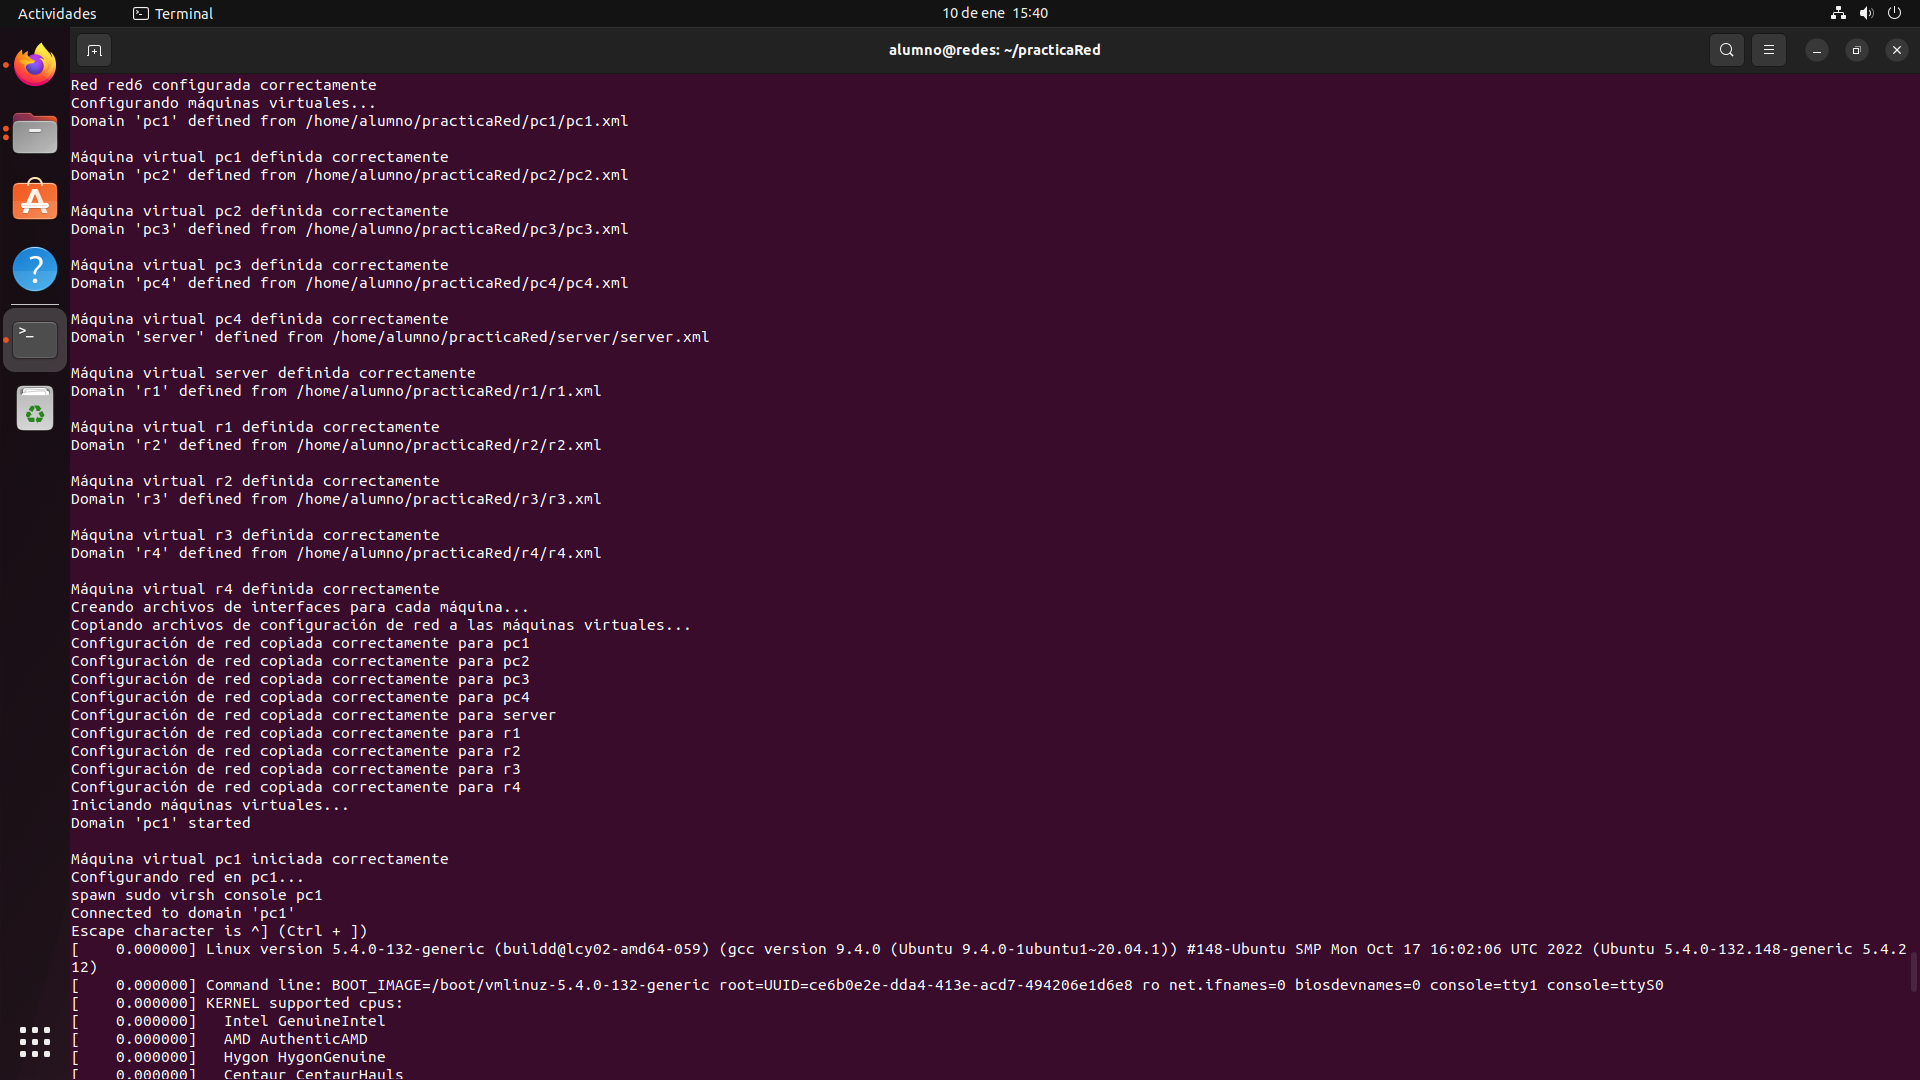 Actividades
Terminal
10 de ene 15:40
alumno@redes: ~/practicaRed
Red red6 configurada correctamente
Configurando máquinas virtuales...
Domain 'pc1' defined from /home/alumno/practicaRed/pc1/pc1.xml
Máquina virtual pc1 definida correctamente
Domain 'pc2' defined from /home/alumno/practicaRed/pc2/pc2.xml
Máquina virtual pc2 definida correctamente
Domain 'pc3' defined from /home/alumno/practicaRed/pc3/pc3.xml
Máquina virtual pc3 definida correctamente
Domain 'pc4' defined from /home/alumno/practicaRed/pc4/pc4.xml
Máquina virtual pc4 definida correctamente
Domain 'server' defined from /home/alumno/practicaRed/server/server.xml
Máquina virtual server definida correctamente
Domain 'r1' defined from /home/alumno/practicaRed/r1/r1.xml
Máquina virtual r1 definida correctamente
Domain 'r2' defined from /home/alumno/practicaRed/r2/r2.xml
Máquina virtual r2 definida correctamente
Domain 'r3' defined from /home/alumno/practicaRed/r3/r3.xml
Máquina virtual r3 definida correctamente
Domain 'r4' defined from /home/alumno/practicaRed/r4/r4.xml
Máquina virtual r4 definida correctamente
Creando archivos de interfaces para cada máquina...
Copiando archivos de configuración de red a las máquinas virtuales...
Configuración de red copiada correctamente para pc1
Configuración de red copiada correctamente para pc2
Configuración de red copiada correctamente para pc3
Configuración de red copiada correctamente para pc4
Configuración de red copiada correctamente para server
Configuración de red copiada correctamente para r1
Configuración de red copiada correctamente para r2
Configuración de red copiada correctamente para r3
Configuración de red copiada correctamente para r4
Iniciando máquinas virtuales...
Domain 'pc1' started
Máquina virtual pc1 iniciada correctamente
Configurando red en pc1...
spawn sudo virsh console pc1
Connected to domain 'pc1'
Escape character is ^] (Ctrl + ])
[    0.000000] Linux version 5.4.0-132-generic (buildd@lcy02-amd64-059) (gcc version 9.4.0 (Ubuntu 9.4.0-1ubuntu1~20.04.1)) #148-Ubuntu SMP Mon Oct 17 16:02:06 UTC 2022 (Ubuntu 5.4.0-132.148-generic 5.4.2
12)
[    0.000000] Command line: BOOT_IMAGE=/boot/vmlinuz-5.4.0-132-generic root=UUID=ce6b0e2e-dda4-413e-acd7-494206e1d6e8 ro net.ifnames=0 biosdevnames=0 console=tty1 console=ttyS0
[    0.000000] KERNEL supported cpus:
[    0.000000]   Intel GenuineIntel
[    0.000000]   AMD AuthenticAMD
[    0.000000]   Hygon HygonGenuine
[    0.000000]   Centaur CentaurHauls